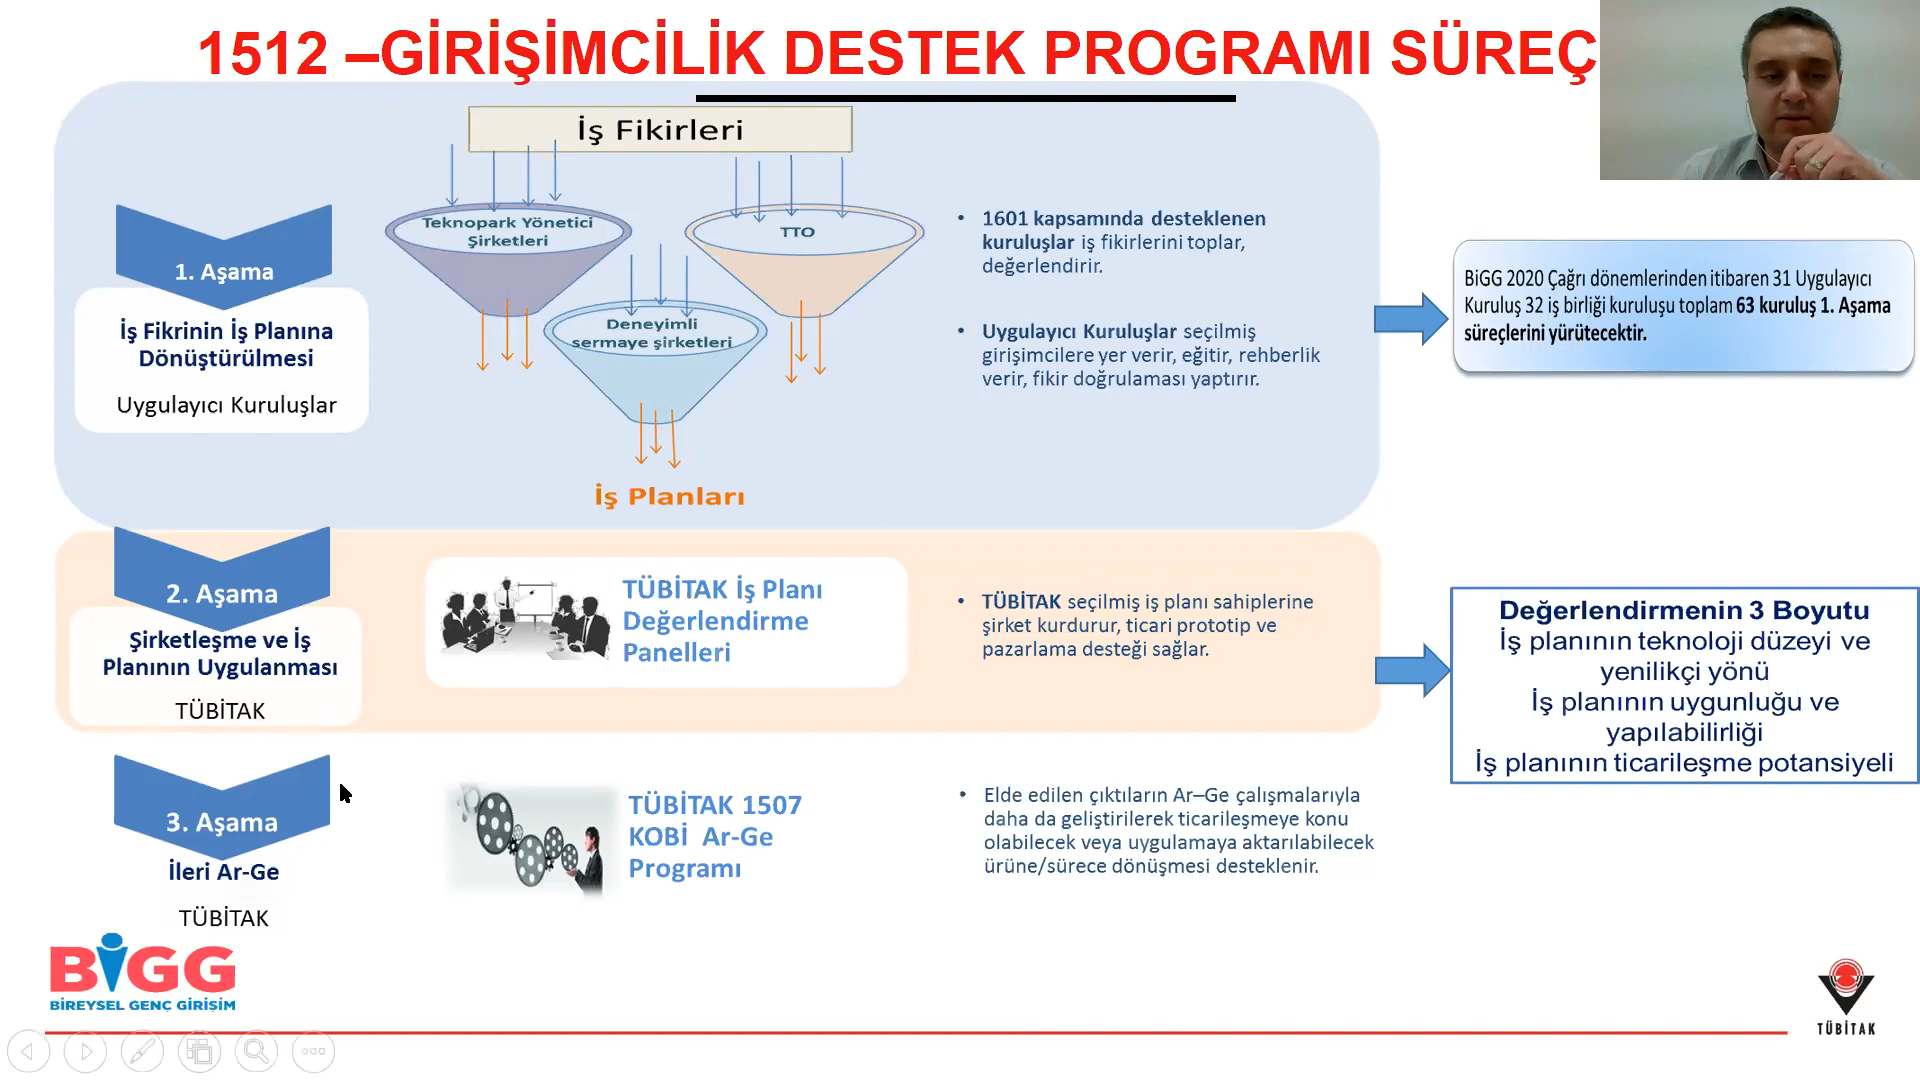 1512 –GİRİŞİMCİLİK DESTEK PROGRAMI SÜREÇ
İş Fikirleri
Teknopark Yönetici
Şirketleri
TTO
Deneyimli
sermaye şirketleri
İş Planları
1. Aşama
İş Fikrinin İş Planına
Dönüştürülmesi
Uygulayıcı Kuruluşlar
• 1601 kapsamında desteklenen
kuruluşlar iş fikirlerini toplar,
değerlendirir.
• Uygulayıcı Kuruluşlar seçilmiş
girişimcilere yer verir, eğitir, rehberlik
verir, fikir doğrulaması yaptırır.
BiGG 2020 Çağrı dönemlerinden itibaren 31 Uygulayıcı
Kuruluş 32 iş birliği kuruluşu toplam 63 kuruluş 1. Aşama
süreçlerini yürütecektir.
2. Aşama
Şirketleşme ve İş
Planının Uygulanması
TÜBİTAK
TÜBİTAK İş Planı
Değerlendirme
Panelleri
• TÜBİTAK seçilmiş iş planı sahiplerine
şirket kurdurur, ticari prototip ve
pazarlama desteği sağlar.
Değerlendirmenin 3 Boyutu
İş planının teknoloji düzeyi ve
yenilikçi yönü
İş planının uygunluğu ve
yapılabilirliği
İş planının ticarileşme potansiyeli
3. Aşama
İleri Ar-Ge
TÜBİTAK
TÜBİTAK 1507
KOBİ Ar-Ge
Programı
• Elde edilen çıktıların Ar–Ge çalışmalarıyla
daha da geliştirilerek ticarileşmeye konu
olabilecek veya uygulamaya aktarılabilecek
ürüne/sürece dönüşmesi desteklenir.
BiGG
BİREYSEL GENÇ GİRİŞİM
TÜBİTAK